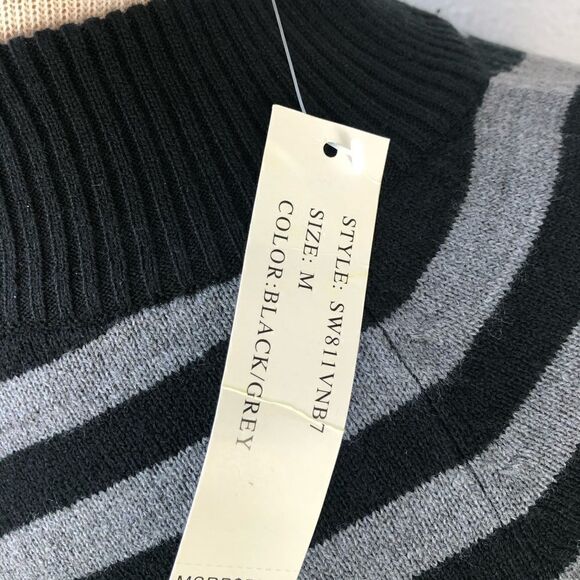 STYLE: SW811VNB7
SIZE: M
COLOR:BLACK/GREY